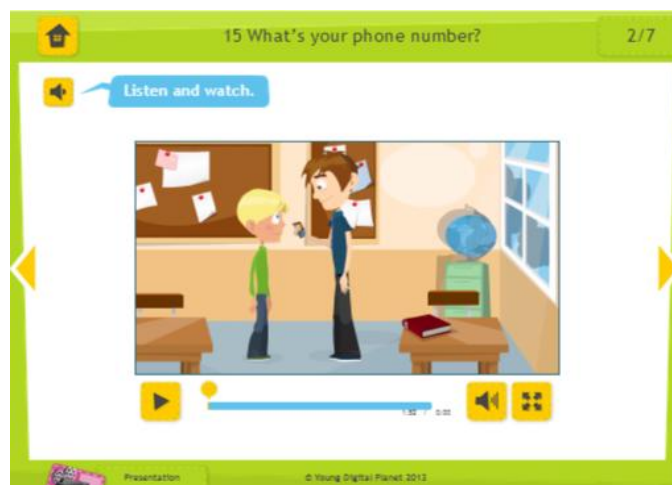 15 What's your phone number?
2/7
Listen and watch.
Presentation
© Young Digital Planet 2012